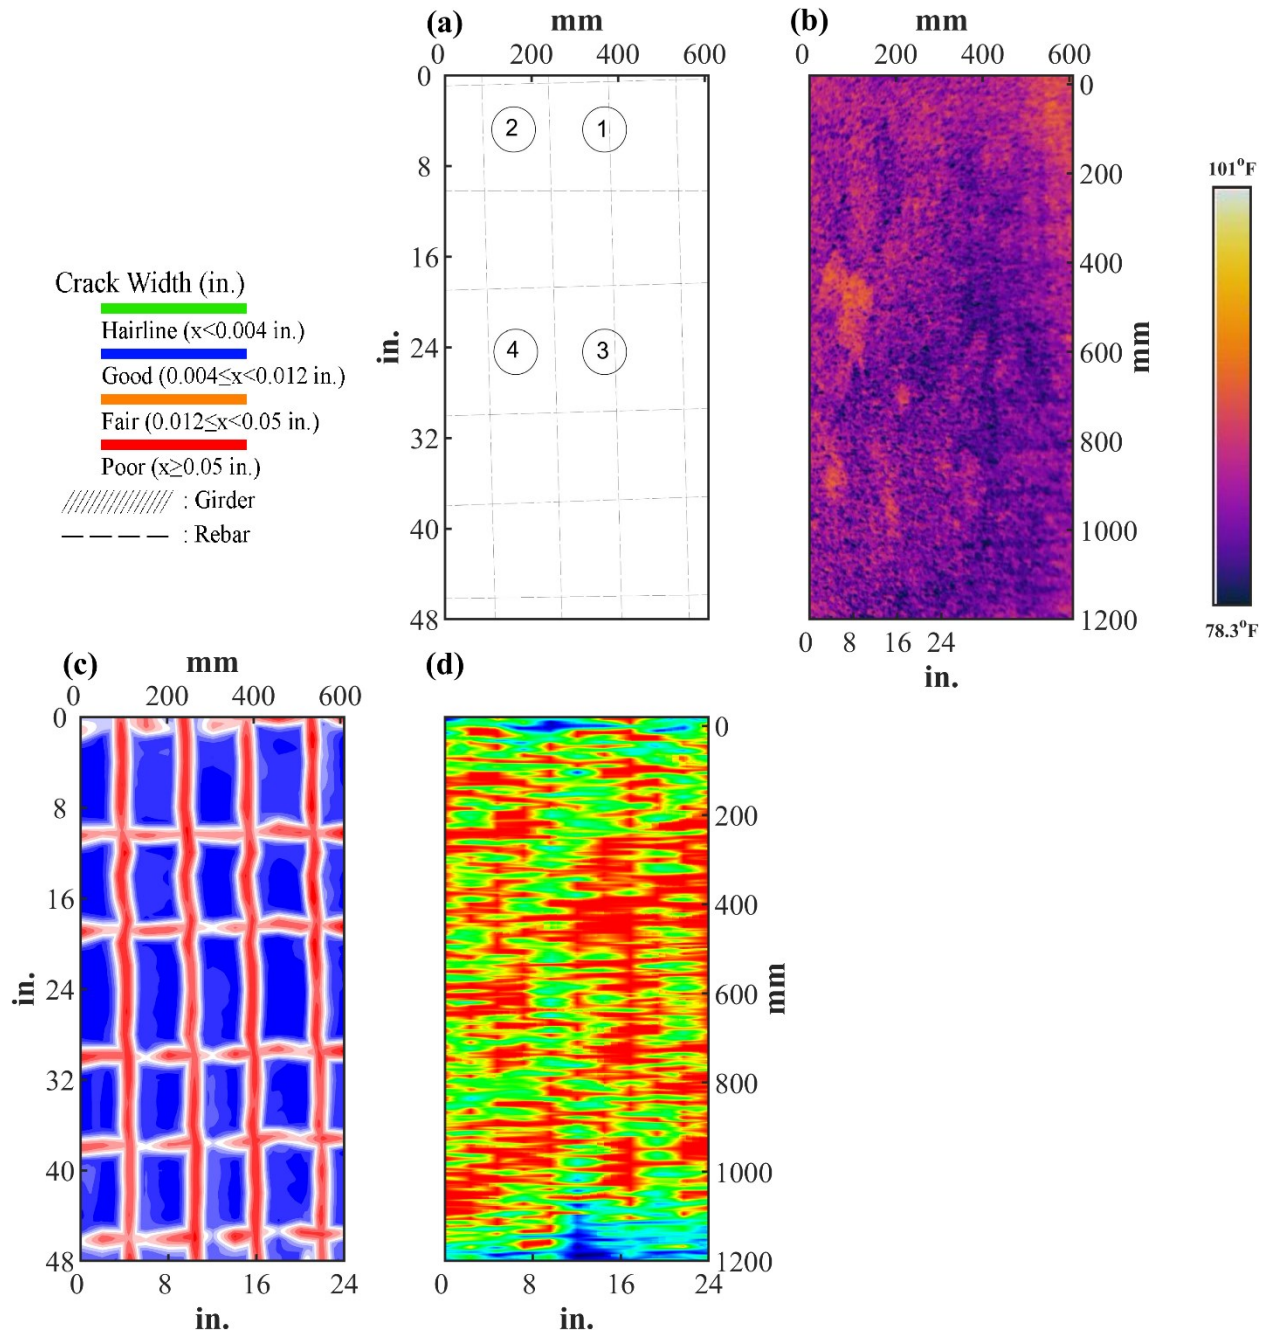 (a) mm
0 200 400 600
0
8
16
24
32
40
48
in.
2 1
4 3
(b) mm
0 200 400 600
0
200
400
600
800
1000
1200
mm
0 8 16 24
in.
101°F
78.3°F
Crack Width (in.)
Hairline (x<0.004 in.)
Good (0.004≤x<0.012 in.)
Fair (0.012≤x<0.05 in.)
Poor (x≥0.05 in.)
: Girder
: Rebar
(c) mm
0 200 400 600
0
8
16
24
32
40
48
in.
0 8 16 24
in.
(d)
0
200
400
600
800
1000
1200
mm
0 8 16 24
in.